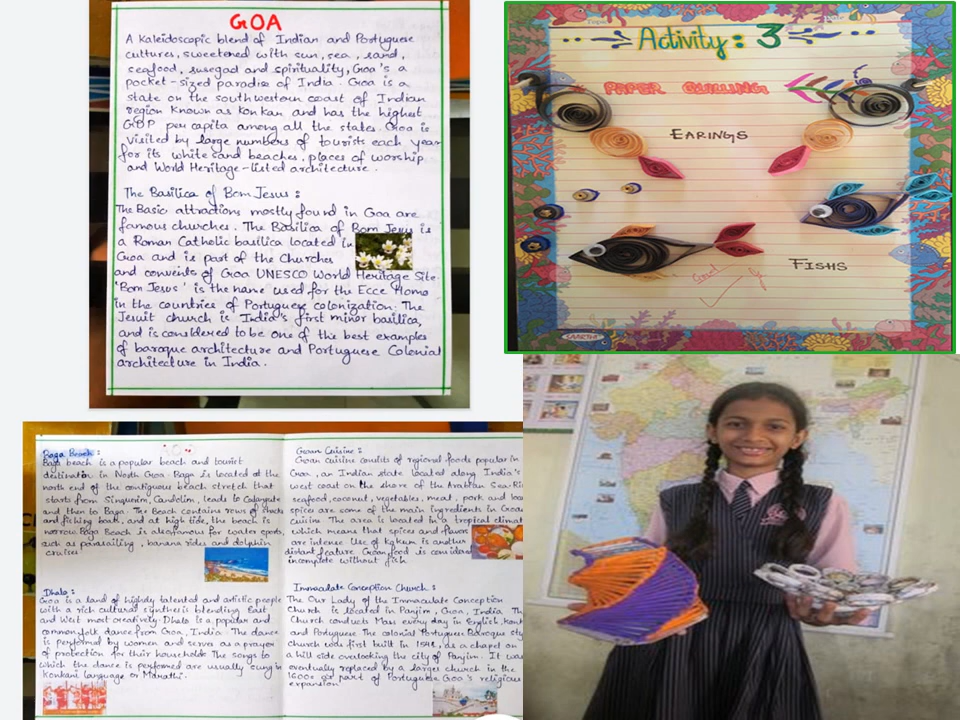 GOA
A Kaleidoscopic blend of Indian and Portuguese
cultures, sweetened with sun, sea, sand,
seafood, susegad and spirituality, Goa's a
pocket-sized paradise of India. Goa is a
state on the southwestern coast of Indian
region known as Konkan and has the highest
GDP per capita among all the states. Goa is
visited by large numbers of tourists each year
for its white sand beaches, places of worship
and World Heritage-listed architecture.
The Basilica of Bom Jesus:
The Basic attractions mostly found in Goa are
famous churches. The Basilica of Bom Jesus is
a Roman Catholic basilica located in
Goa and is part of the Churches
and convents of Goa UNESCO World Heritage Site.
'Bom Jesus' is the name used for the Ecce Homo
in the countries of Portuguese colonization. The
Jesuit church is India's first minor basilica,
and is considered to be one of the best examples
of baroque architecture and Portuguese Colonial
architecture in India.
Activity: 3
PAPER QUILLING
EARINGS
FISHS
Good
SAARTHI
Baga Beach:
Baga beach is a popular beach and tourist
destination in North Goa. Baga is located at the
north end of the contiguous beach stretch that
starts from Sinquerim, Candolim, leads to Calangute
and then to Baga. The Beach contains rows of shacks
and fishing boats, and at high tide, the beach is
narrow. Baga Beach is also famous for water sports,
such as parasailing, banana rides and dolphin
cruises
Dhalo:
Goa is a land of highly talented and artistic people
with a rich cultural synthesis blending East
and West most creatively. Dhalo is a popular and
common folk dance from Goa, India. The dance
is performed by women and serves as a prayer
of protection for their households. The songs to
which the dance is performed are usually sung in
Konkani language or Marathi.
Goan Cuisine:
Goan cuisine consists of regional foods popular in
Goa, an Indian state located along India's
west coast on the shore of the Arabian Sea. Ri
seafood, coconut, vegetables, meat, pork and loca
spices are some of the main ingredients in Goan
cuisine. The area is located in a tropical climat
which means that spices and flavors
are intense. Use of kokum is another
distant feature. Goan food is consider
incomplete without fish.
Immaculate Conception Church:
The Our Lady of the Immaculate Conception
Church is located in Panjim, Goa, India. Th
Church conducts Mass every day in English, Konk
and Portuguese. The colonial Portuguese Baroque sty
Church was first built in 1541, as a chapel on
a hill side overlooking the city of Panjim. It was
eventually replaced by a larger church in the
1600s as part of Portuguese Goa's religious
expansion.